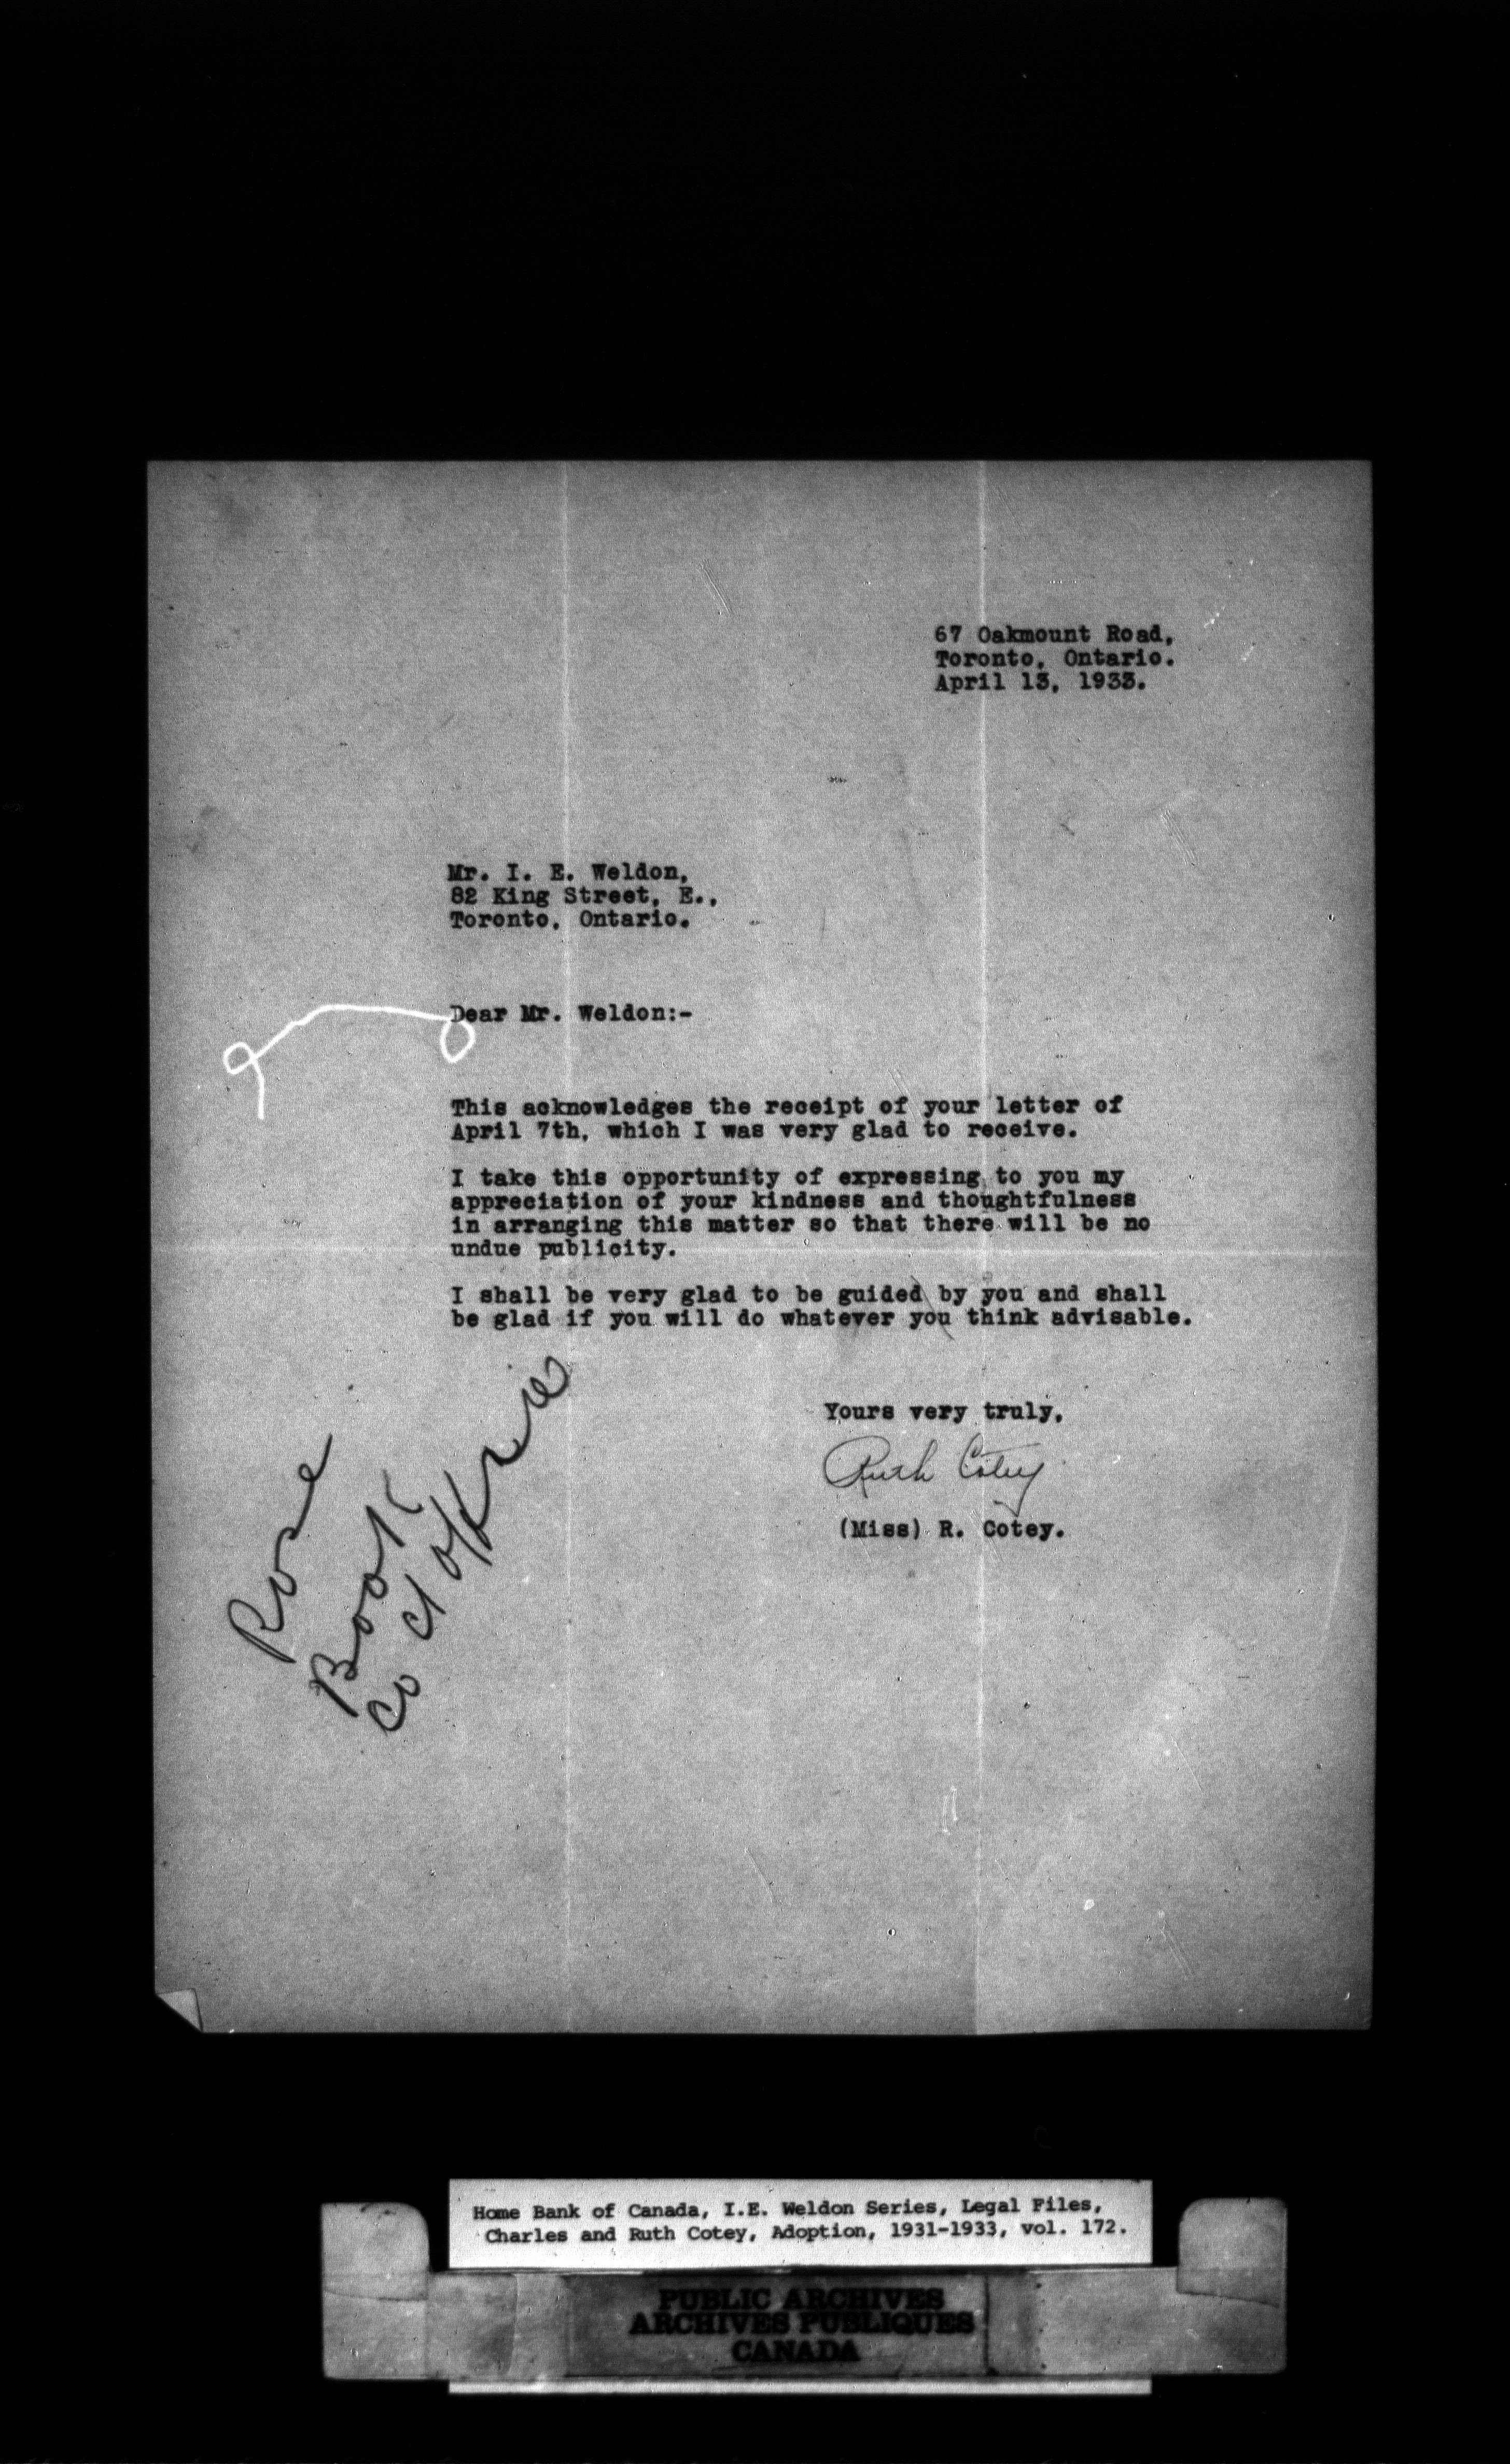 67 Oakmount Road,
Toronto, Ontario.
April 13, 1933.
Mr. I. E. Weldon,
82 King Street, E.,
Toronto, Ontario.
Dear Mr. Weldon:-
This acknowledges the receipt of your letter of
April 7th, which I was very glad to receive.
I take this opportunity of expressing to you my
appreciation of your kindness and thoughtfulness
in arranging this matter so that there will be no
undue publicity.
I shall be very glad to be guided by you and shall
be glad if you will do whatever you think advisable.
Yours very truly,
Ruth Cotey
(Miss) R. Cotey.
Rose
Book
Co
Home Bank of Canada, I.E. Weldon Series, Legal Files,
Charles and Ruth Cotey, Adoption, 1931-1933, vol. 172.
PUBLIC ARCHIVES
ARCHIVES PUBLIQUES
CANADA